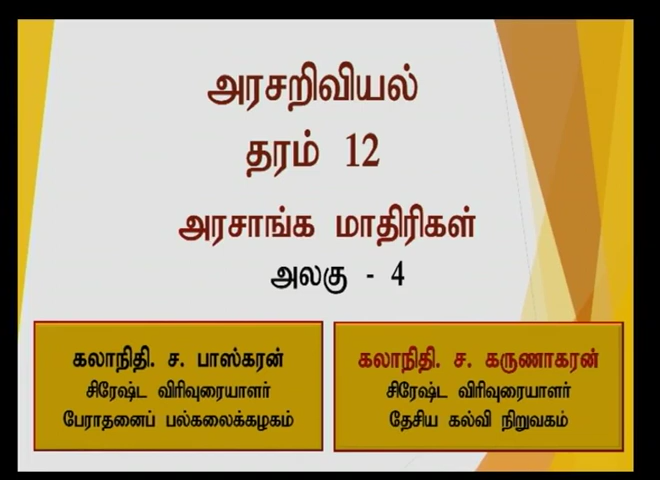 அரசறிவியல்
தரம் 12
அரசாங்க மாதிரிகள்
அலகு - 4
கலாநிதி. ச. பாஸ்கரன்
சிரேஷ்ட விரிவுரையாளர்
பேராதனைப் பல்கலைக்கழகம்
கலாநிதி. ச. கருணாகரன்
சிரேஷ்ட விரிவுரையாளர்
தேசிய கல்வி நிறுவகம்